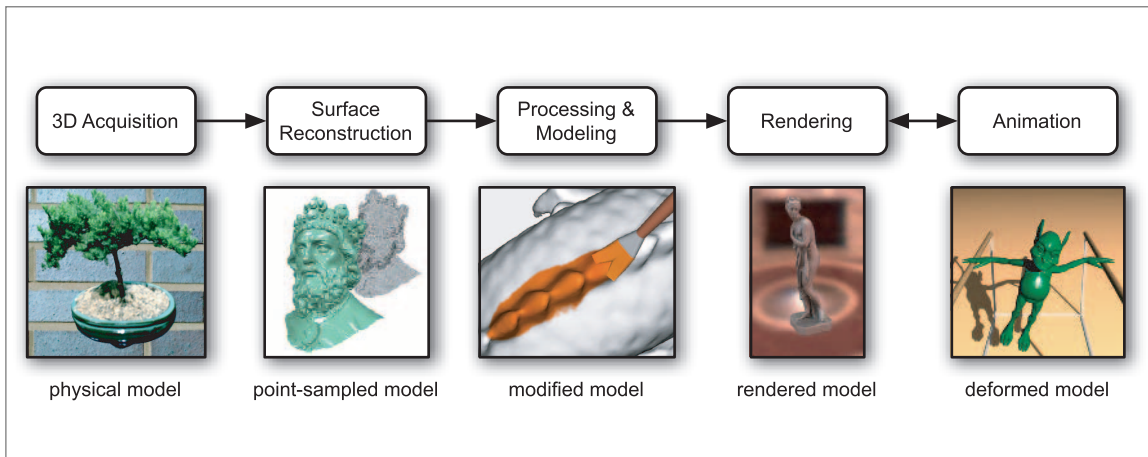 3D Acquisition
Surface
Reconstruction
Processing &
Modeling
Rendering
Animation
physical model
point-sampled model
modified model
rendered model
deformed model